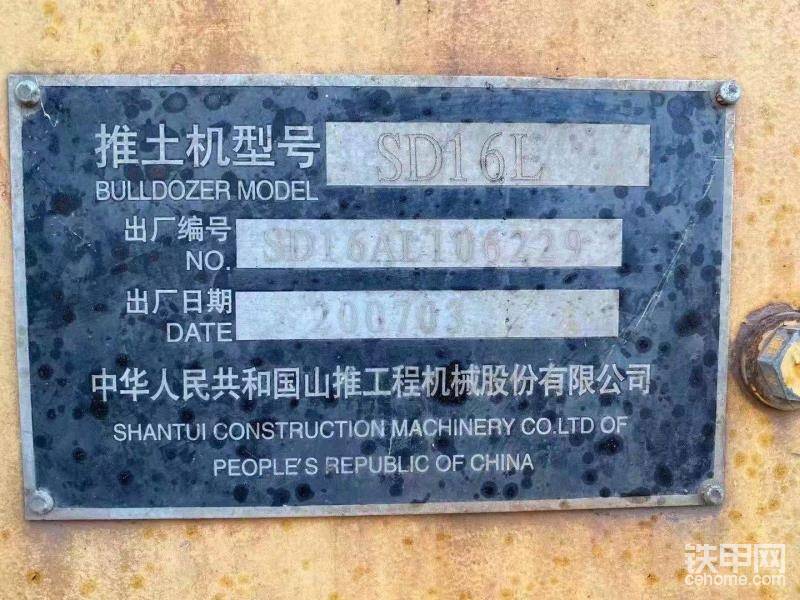 推土机型号 SD16L
BULLDOZER MODEL
出厂编号 SD16AL106229
NO.
出厂日期 200703
DATE
中华人民共和国山推工程机械股份有限公司
SHANTUI CONSTRUCTION MACHINERY CO.LTD OF
PEOPLE'S REPUBLIC OF CHINA
铁甲网
cehome.com